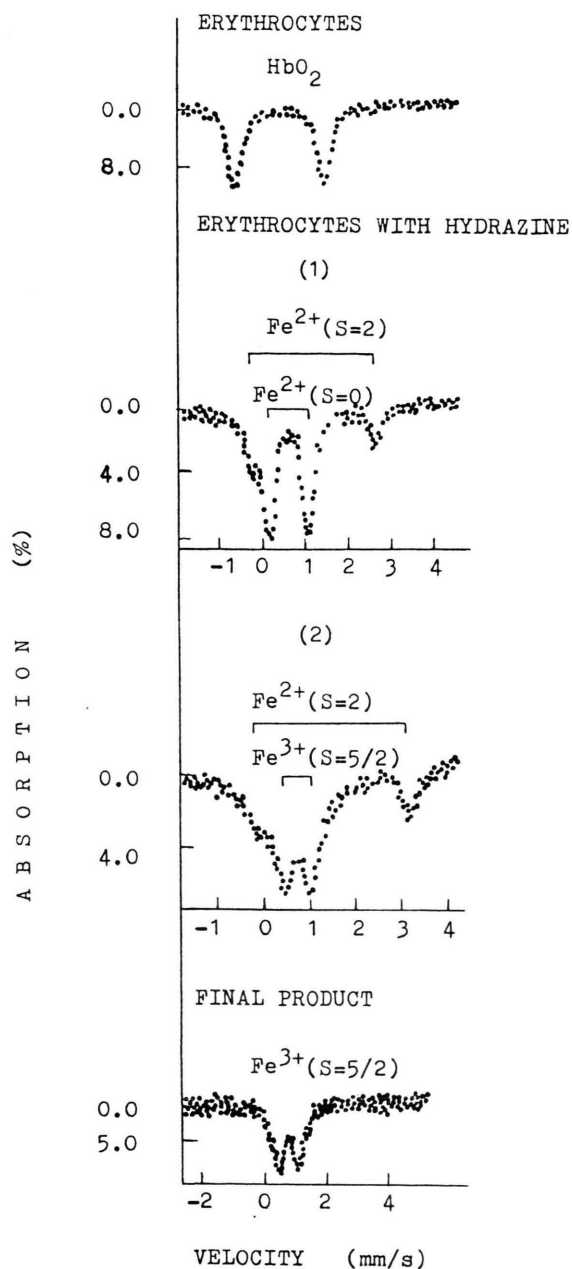 ERYTHROCYTES
HbO2
0.0
8.0
ERYTHROCYTES WITH HYDRAZINE
(1)
Fe2+(S=2)
Fe2+(S=0)
0.0
4.0
8.0
-1 0 1 2 3 4
(2)
Fe2+(S=2)
Fe3+(S=5/2)
0.0
4.0
-1 0 1 2 3 4
FINAL PRODUCT
Fe3+(S=5/2)
0.0
5.0
-2 0 2 4
VELOCITY (mm/s)
ABSORPTION (%)